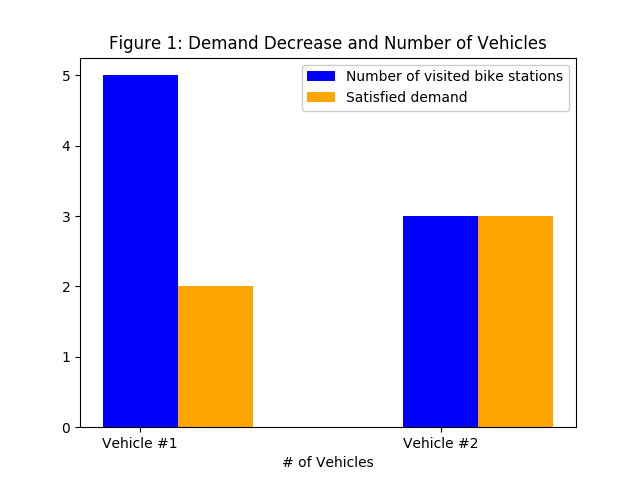 Figure 1: Demand Decrease and Number of Vehicles
Number of visited bike stations
Satisfied demand
5
4
3
2
1
0
Vehicle #1
Vehicle #2
# of Vehicles